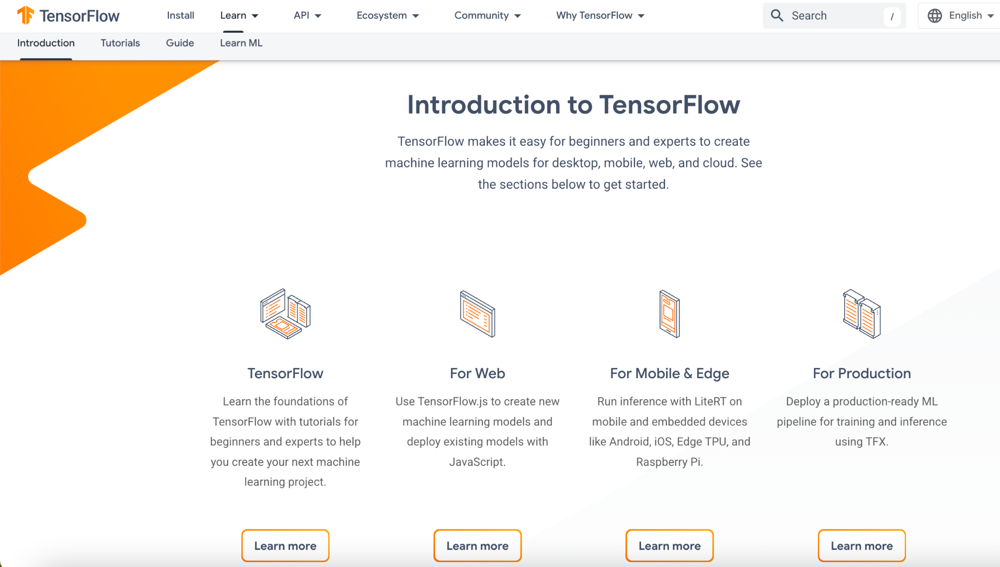 TensorFlow
Install
Learn
API
Ecosystem
Community
Why TensorFlow
Search
/
English
Introduction
Tutorials
Guide
Learn ML
Introduction to TensorFlow
TensorFlow makes it easy for beginners and experts to create
machine learning models for desktop, mobile, web, and cloud. See
the sections below to get started.
TensorFlow
Learn the foundations of
TensorFlow with tutorials for
beginners and experts to help
you create your next machine
learning project.
Learn more
For Web
Use TensorFlow.js to create new
machine learning models and
deploy existing models with
JavaScript.
Learn more
For Mobile & Edge
Run inference with LiteRT on
mobile and embedded devices
like Android, iOS, Edge TPU, and
Raspberry Pi.
Learn more
For Production
Deploy a production-ready ML
pipeline for training and inference
using TFX.
Learn more